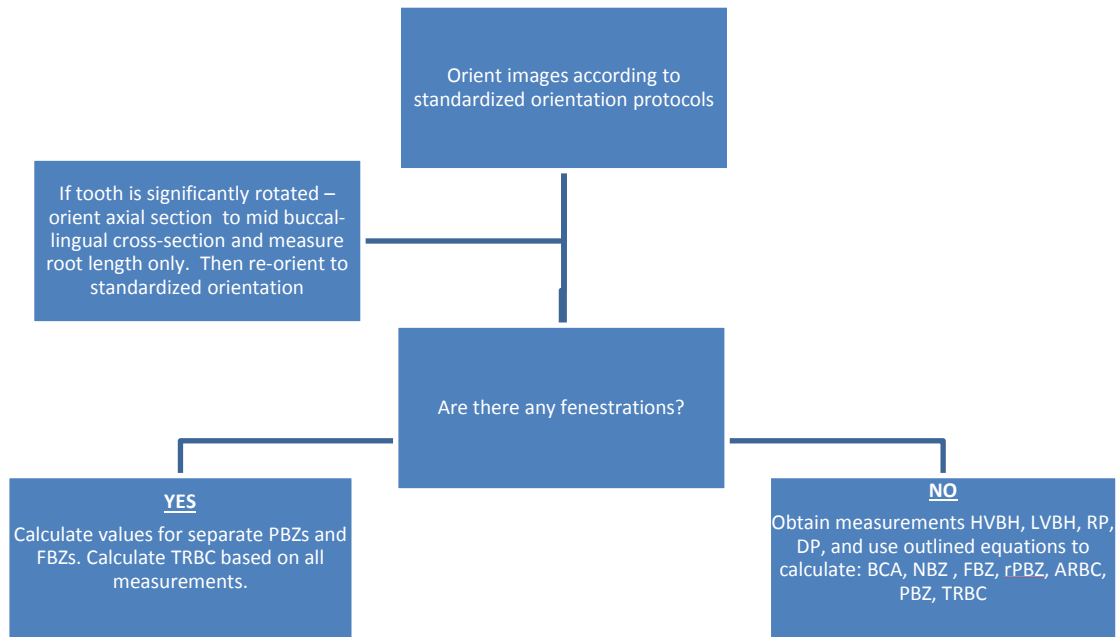 Orient images according to
standardized orientation protocols
If tooth is significantly rotated –
orient axial section to mid buccal-
lingual cross-section and measure
root length only. Then re-orient to
standardized orientation
Are there any fenestrations?
YES
Calculate values for separate PBZs and
FBZs. Calculate TRBC based on all
measurements.
NO
Obtain measurements HVBH, LVBH, RP,
DP, and use outlined equations to
calculate: BCA, NBZ , FBZ, rPBZ, ARBC,
PBZ, TRBC